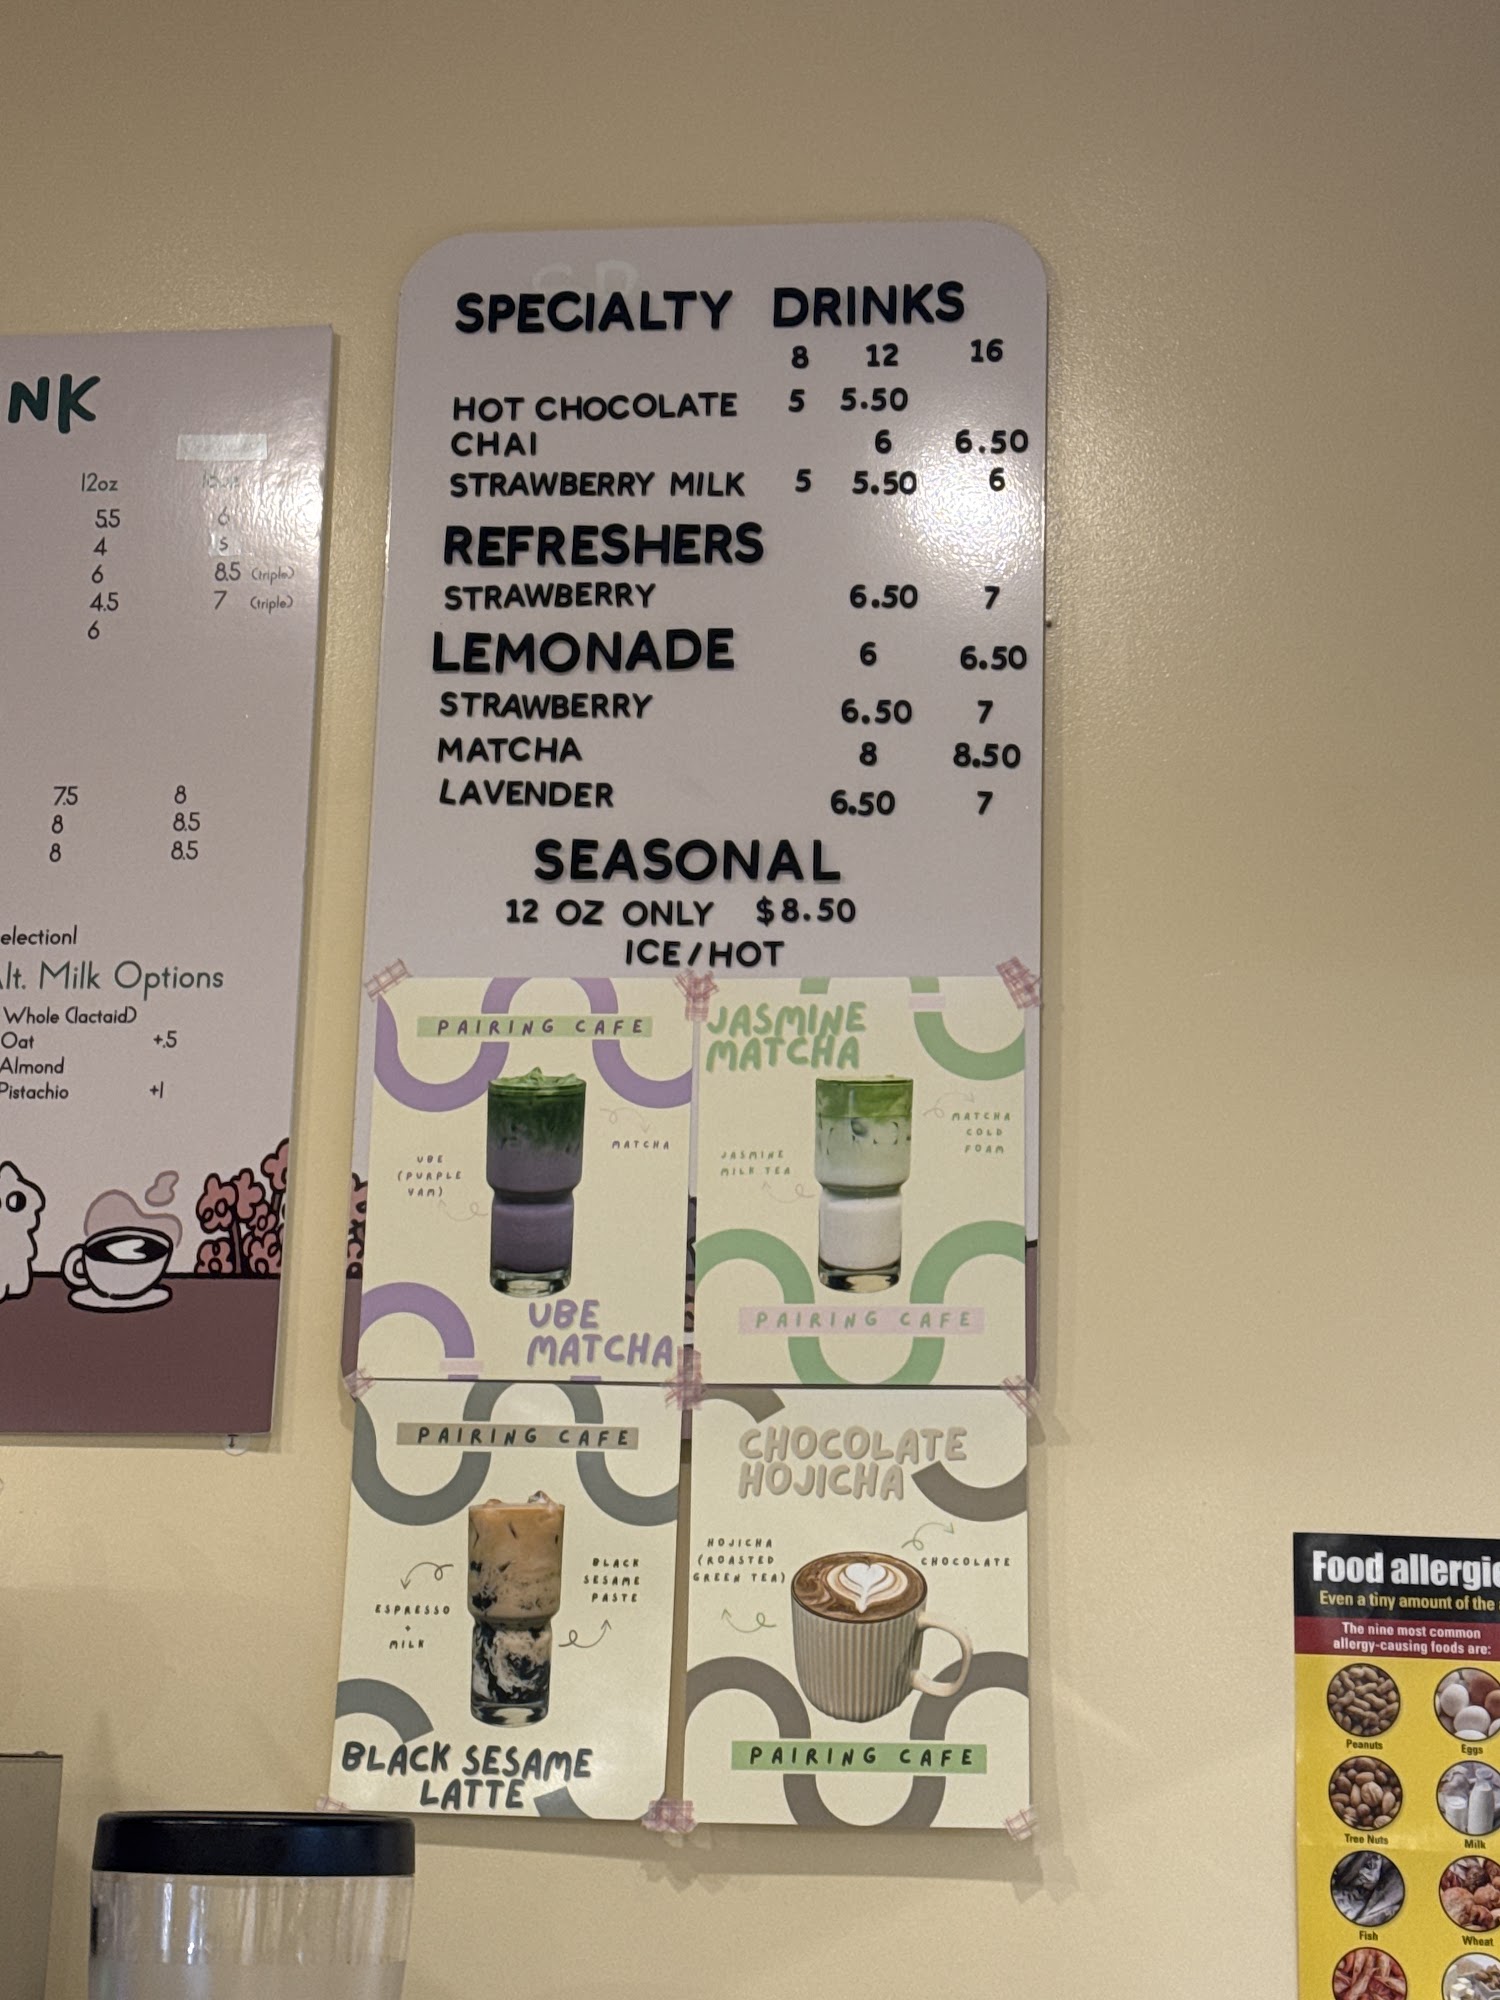 NK
12oz
5.5 6
4 5
6 8.5 (triple)
4.5 7 (triple)
6
7.5 8
8 8.5
8 8.5
election!
lt. Milk Options
Whole (lactaid)
Oat +.5
Almond
Pistachio +1
SPECIALTY DRINKS
8 12 16
HOT CHOCOLATE 5 5.50
CHAI 6 6.50
STRAWBERRY MILK 5 5.50 6
REFRESHERS
STRAWBERRY 6.50 7
LEMONADE 6 6.50
STRAWBERRY 6.50 7
MATCHA 8 8.50
LAVENDER 6.50 7
SEASONAL
12 OZ ONLY $8.50
ICE/HOT
PAIRING CAFE
MATCHA
UBE
(PURPLE
YAM)
UBE
MATCHA
JASMINE
MATCHA
MATCHA
COLD
FOAM
JASMINE
MILK TEA
PAIRING CAFE
PAIRING CAFE
ESPRESSO
+
MILK
BLACK
SESAME
PASTE
BLACK SESAME
LATTE
CHOCOLATE
HOJICHA
HOJICHA
(ROASTED
GREEN TEA)
CHOCOLATE
PAIRING CAFE
Food allergie
Even a tiny amount of the
The nine most common
allergy-causing foods are:
Peanuts Eggs
Tree Nuts Milk
Fish Wheat